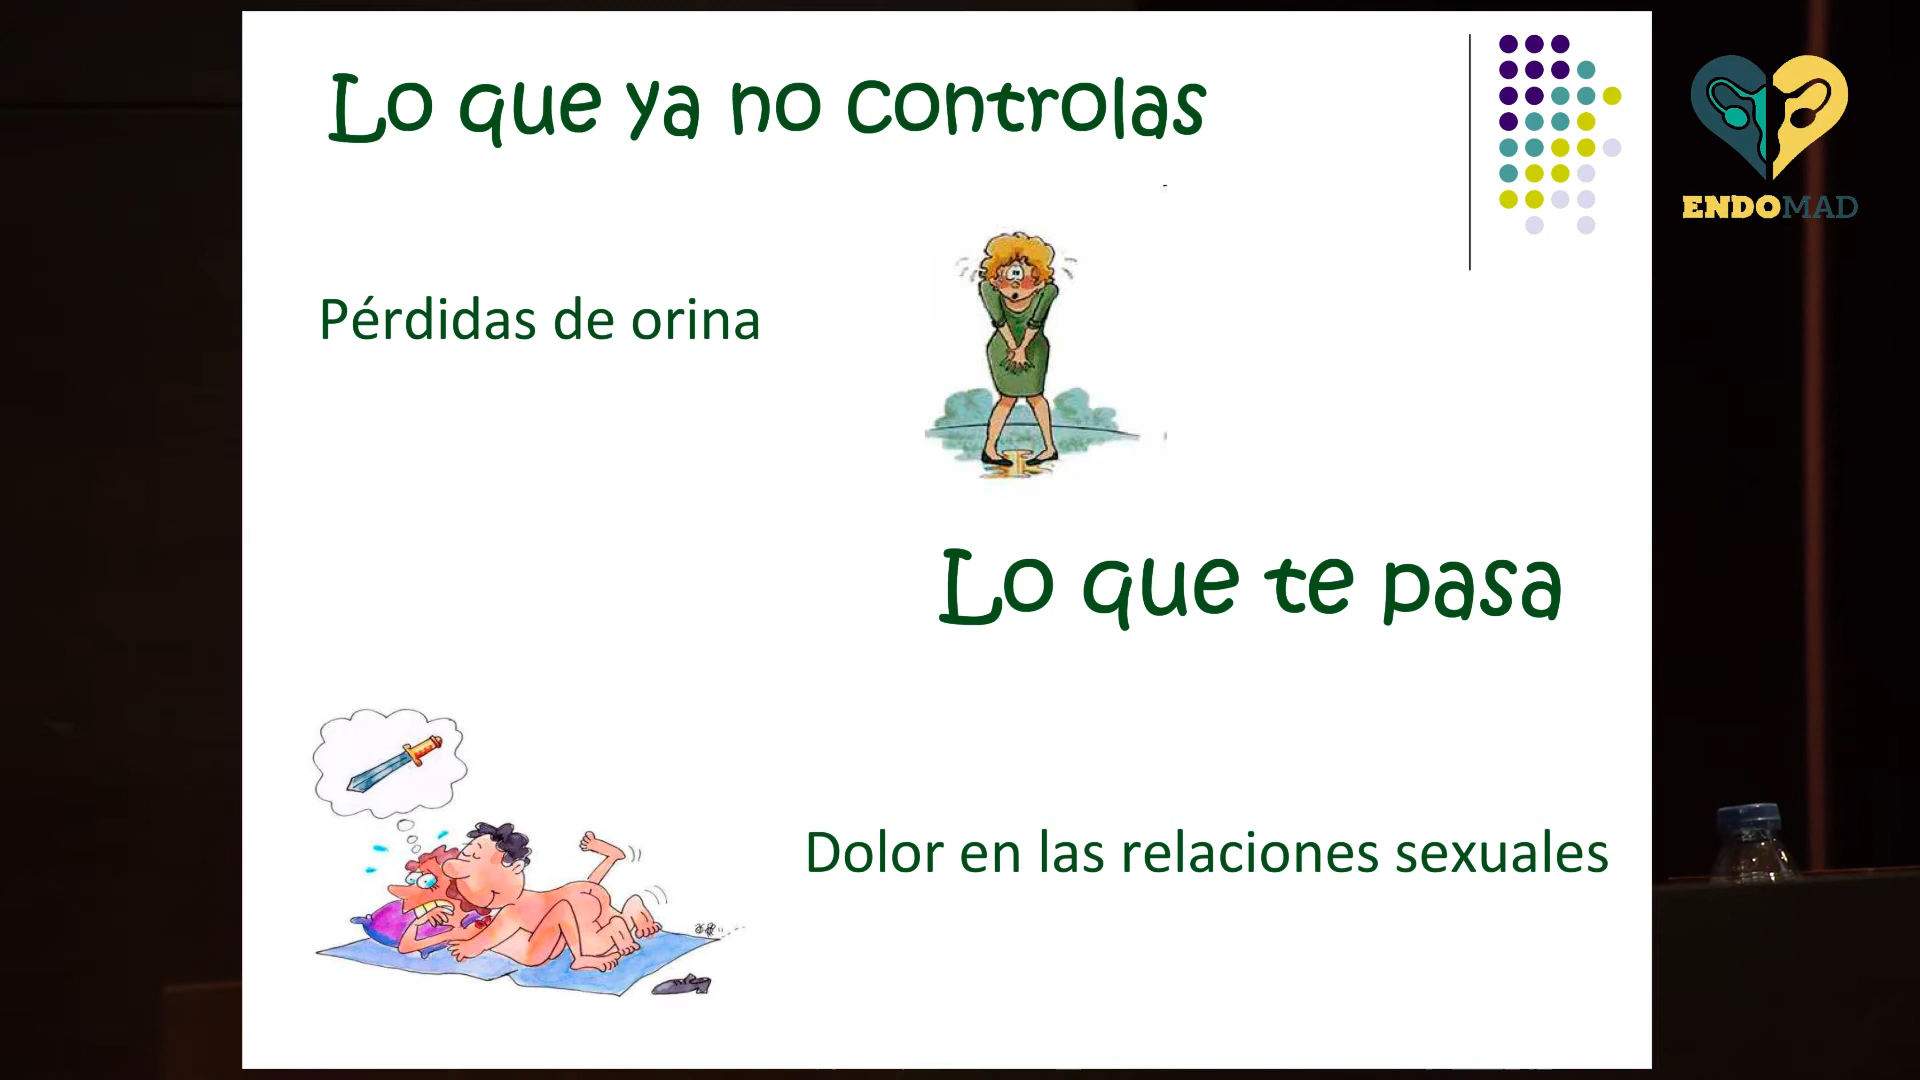 Lo que ya no controlas
ENDOMAD
Pérdidas de orina
Lo que te pasa
Dolor en las relaciones sexuales